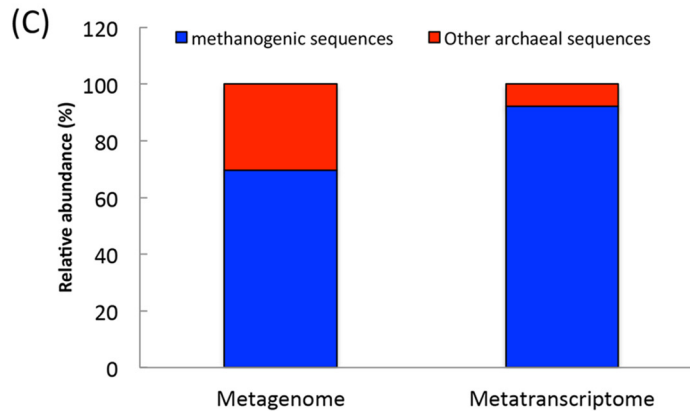 (C)
120
methanogenic sequences
Other archaeal sequences
100
80
60
40
20
0
Relative abundance (%)
Metagenome
Metatranscriptome